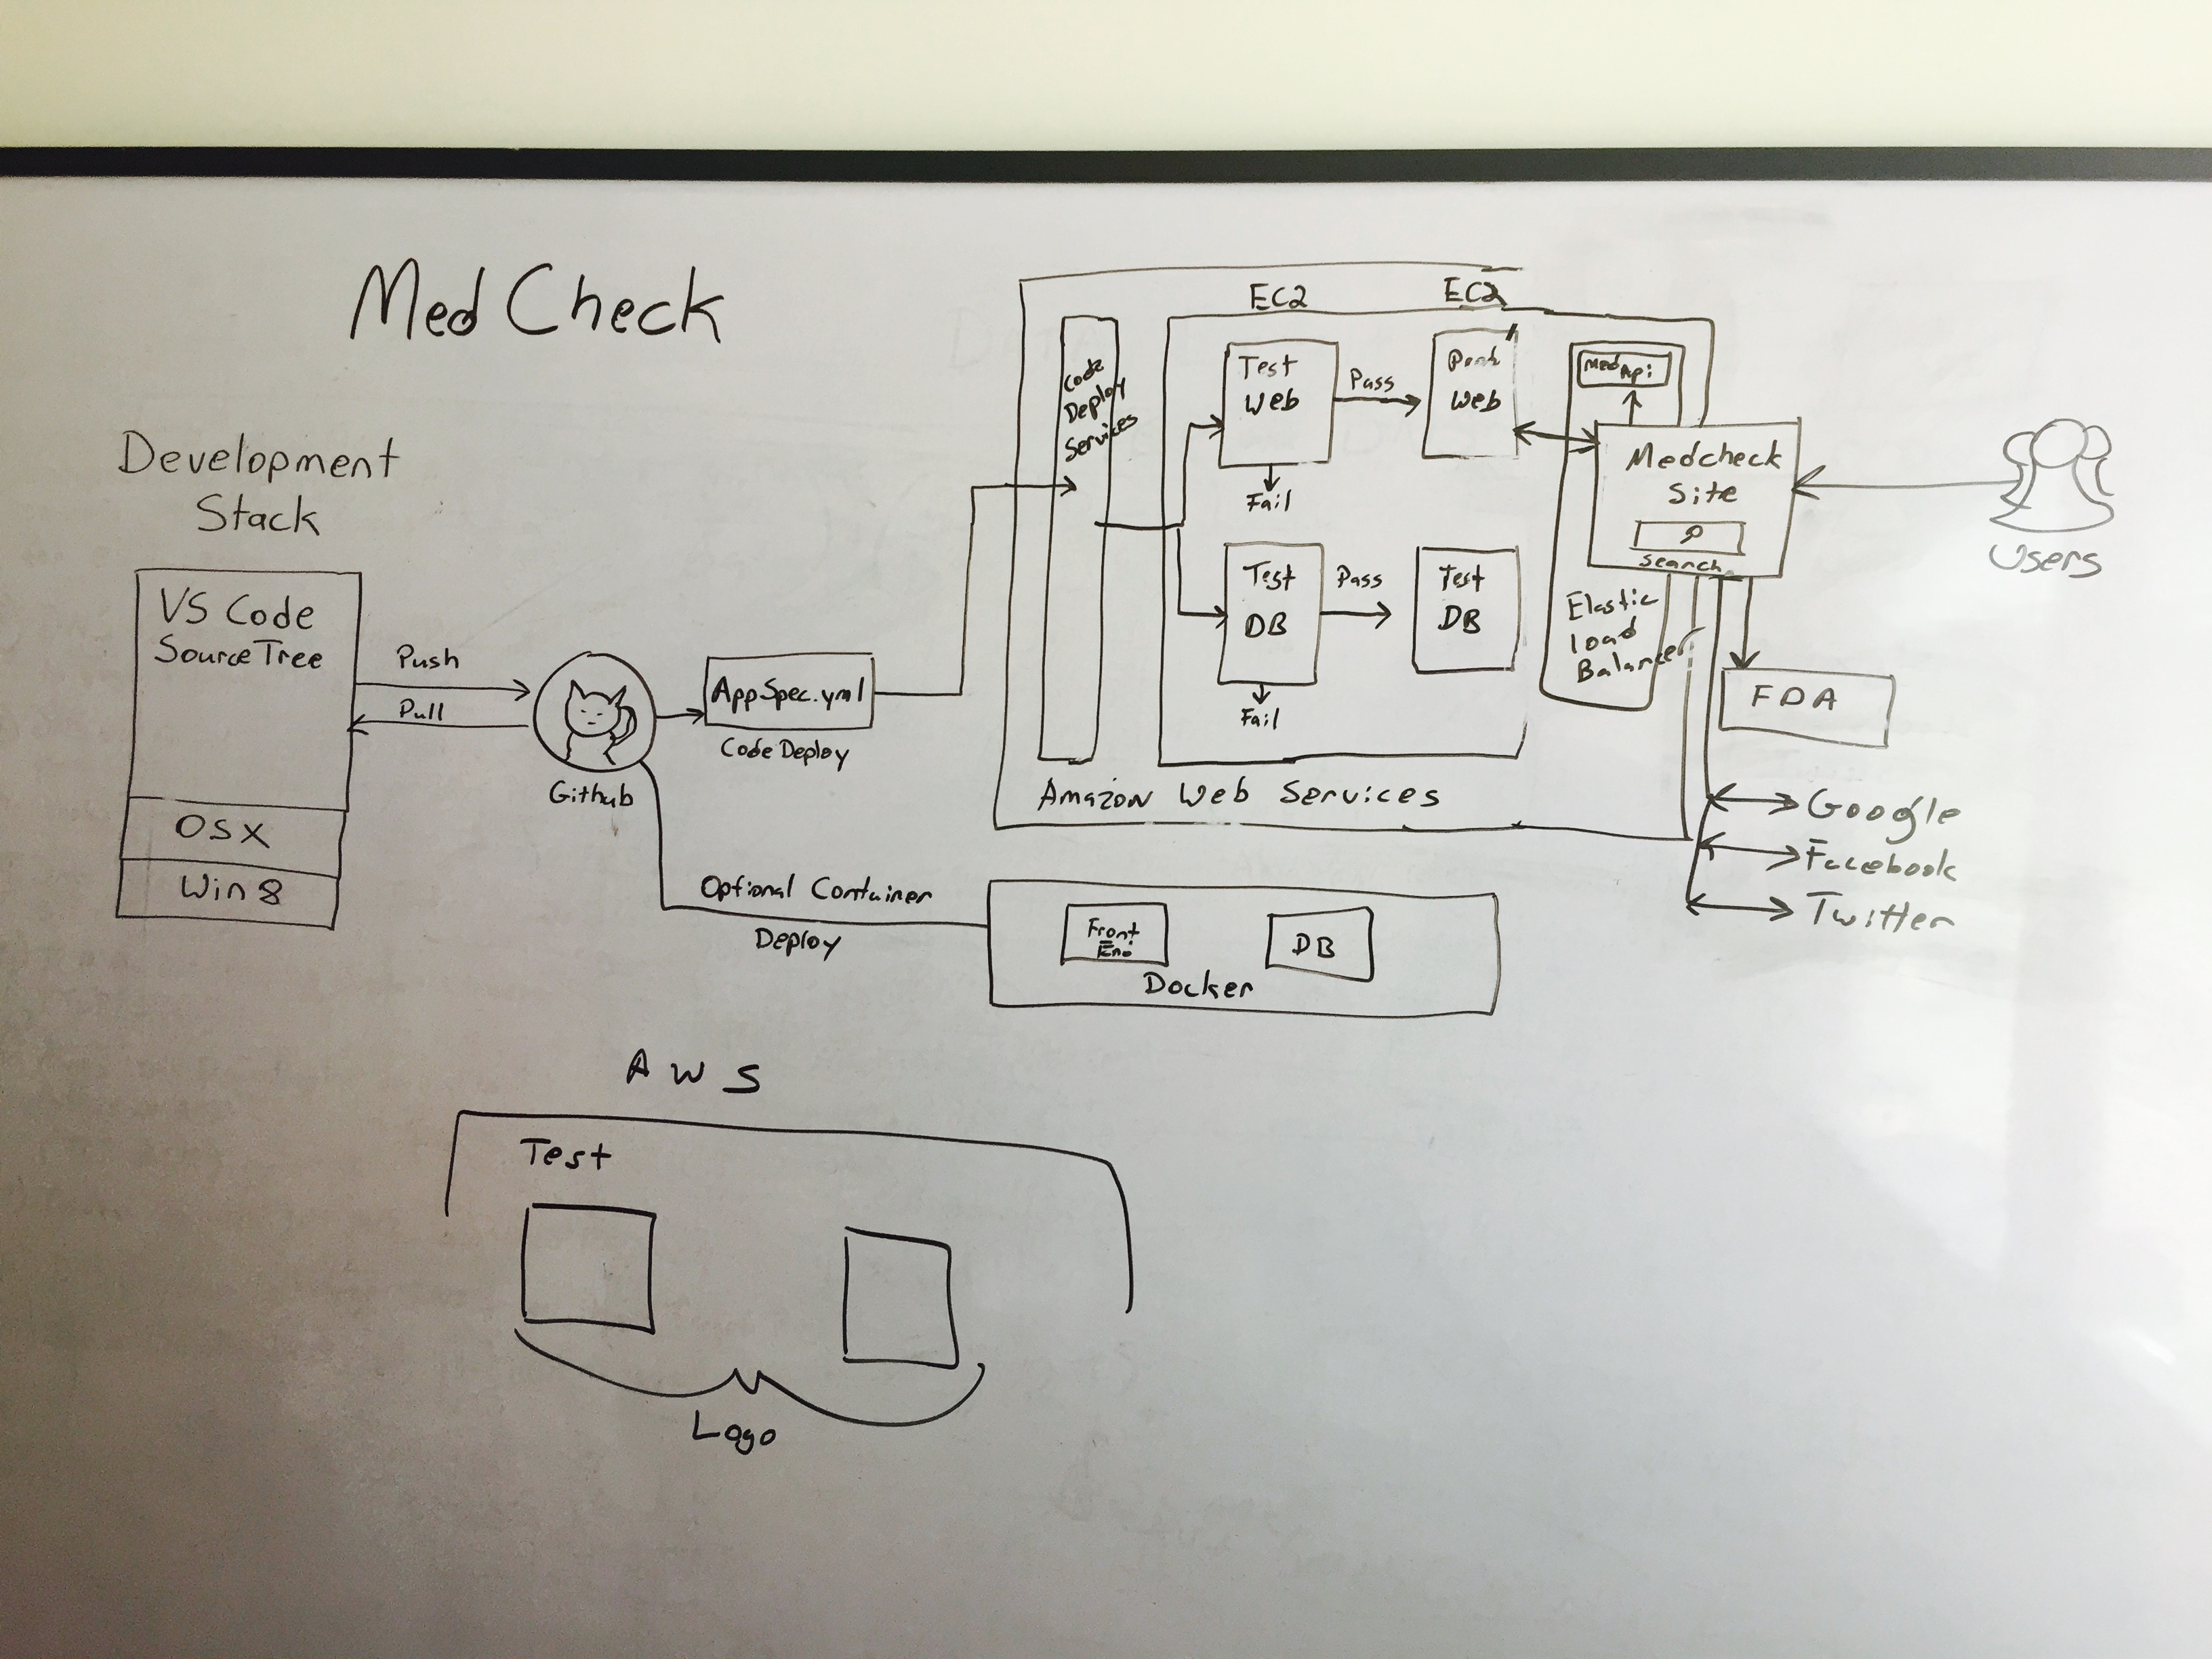 Med Check
Development
Stack
VS Code
SourceTree
OSX
Win 8
Push
Pull
Github
AppSpec.yml
Code Deploy
Optional Container
Deploy
Code
Deploy
Services
EC2
EC2
Test
Web
Pass
Fail
Web
Test
DB
Pass
Fail
Test
DB
Amazon Web Services
Med Api
Medcheck
Site
search
Elastic
load
Balancer
Users
FDA
Google
Facebook
Twitter
Front
End
DB
Docker
AWS
Test
Logo